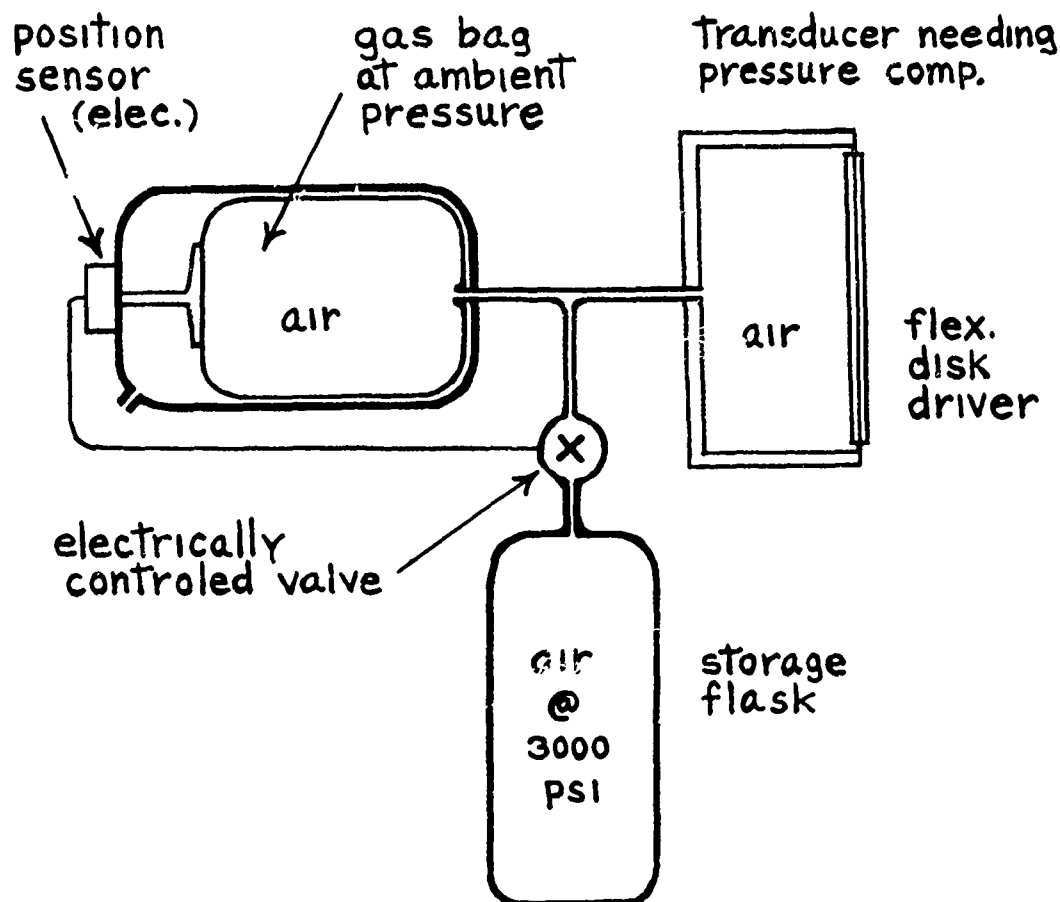 position
sensor
(elec.)
gas bag
at ambient
pressure
Transducer needing
pressure comp.
air
air
flex.
disk
driver
X
electrically
controled valve
air
@
3000
PSI
storage
flask